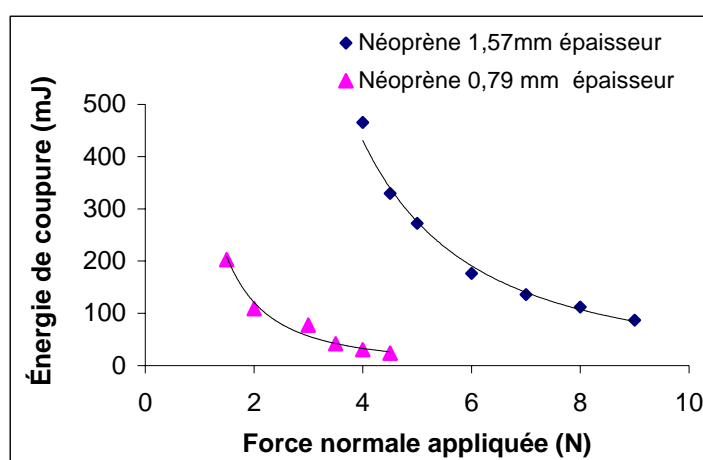 Néoprène 1,57mm épaisseur
Néoprène 0,79 mm épaisseur
Énergie de coupure (mJ)
500
400
300
200
100
0
0 2 4 6 8 10
Force normale appliquée (N)